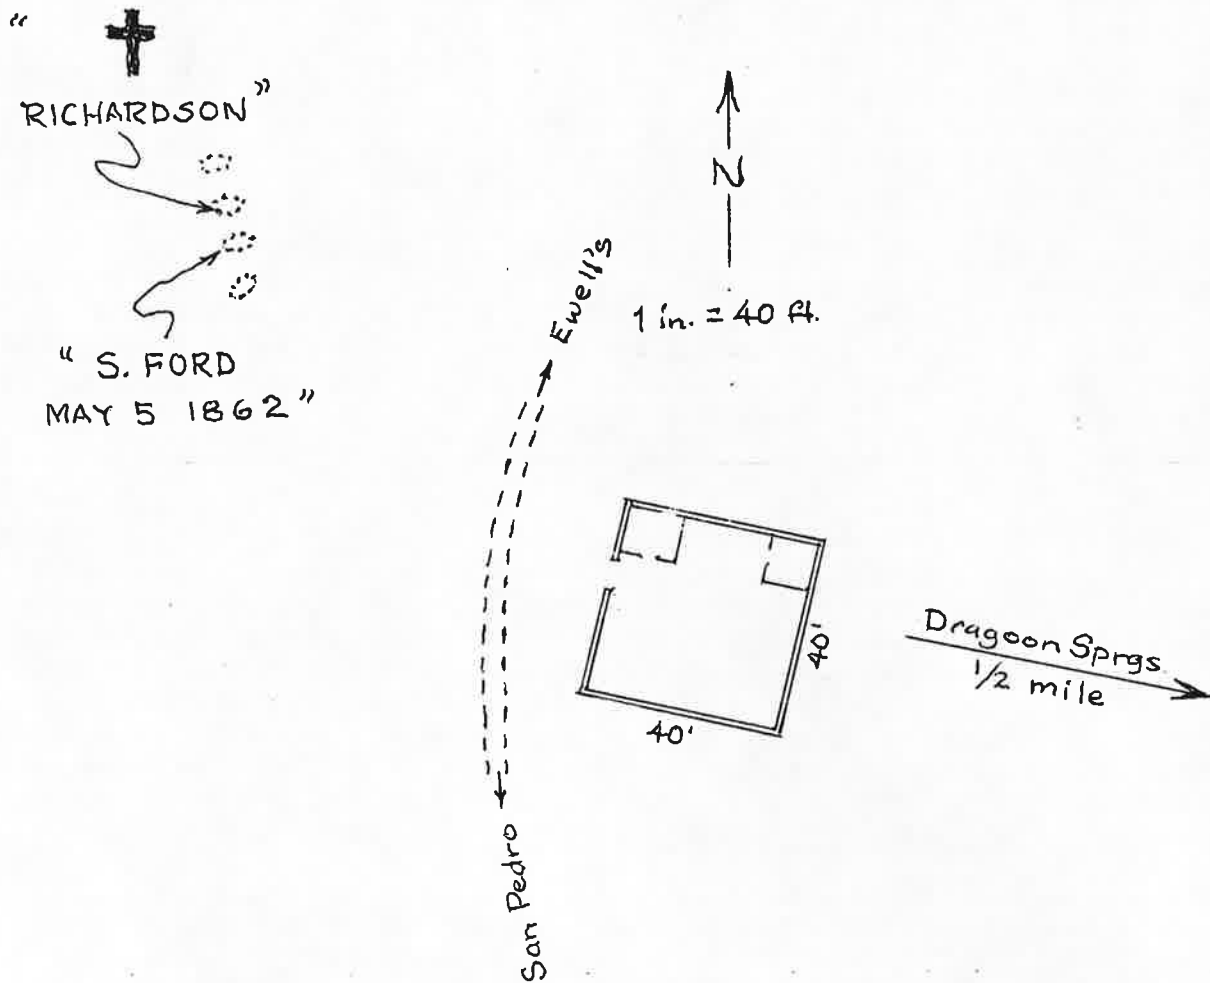 "
RICHARDSON"
" S. FORD
MAY 5 1862"
N
1 in. = 40 ft.
Ewell's
40'
40'
Dragoon Sprgs.
1/2 mile
San Pedro